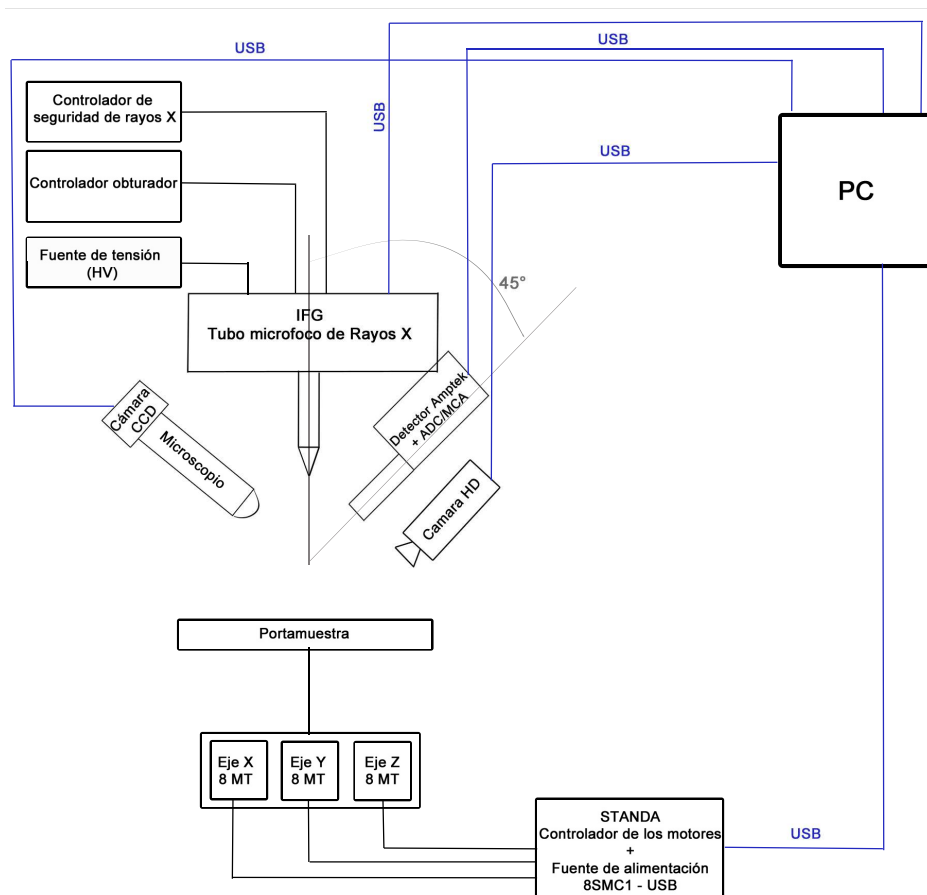 USB
USB
USB
USB
Controlador de
seguridad de rayos X
Controlador obturador
Fuente de tensión
(HV)
PC
45°
IFG
Tubo microfoco de Rayos X
Cámara
CCD
Microscopio
Detector Amptek
+ ADC/MCA
Camara HD
Portamuestra
Eje X
8 MT
Eje Y
8 MT
Eje Z
8 MT
STANDA
Controlador de los motores
+
Fuente de alimentación
8SMC1 - USB
USB